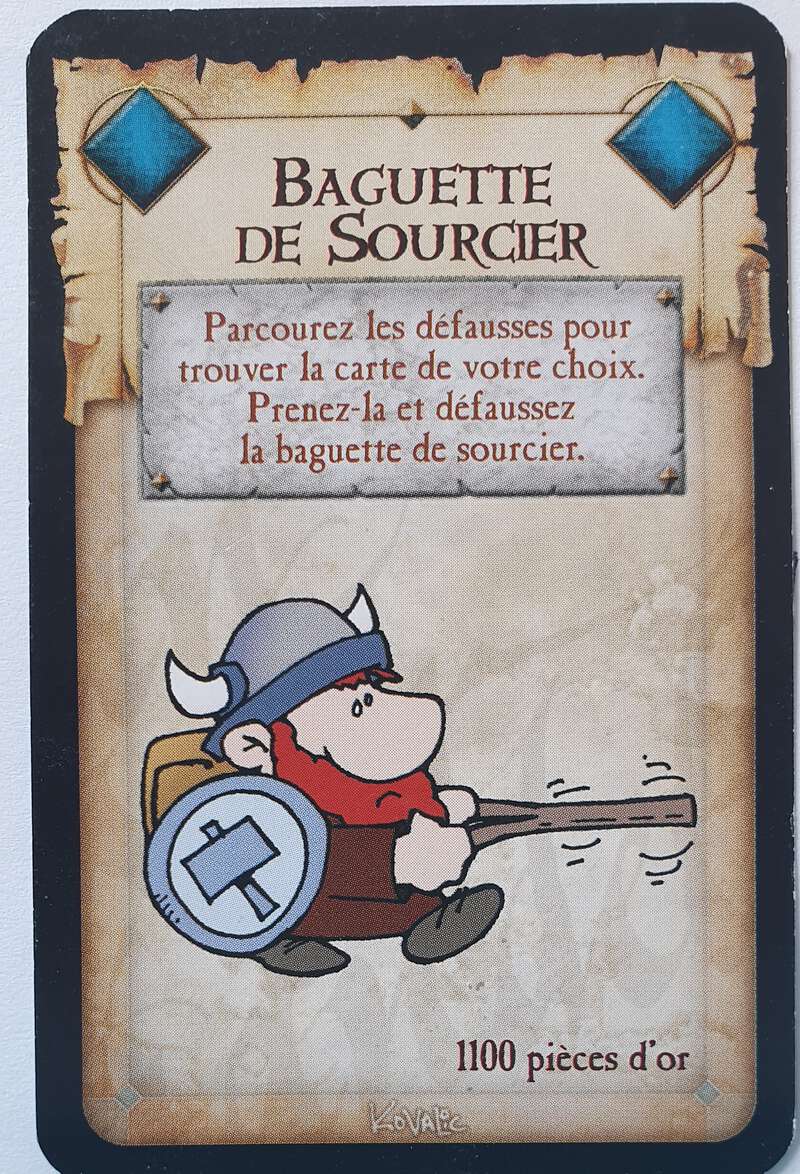 Baguette
de Sourcier
Parcourez les défausses pour
trouver la carte de votre choix.
Prenez-la et défaussez
la baguette de sourcier.
1100 pièces d'or
Kovalic